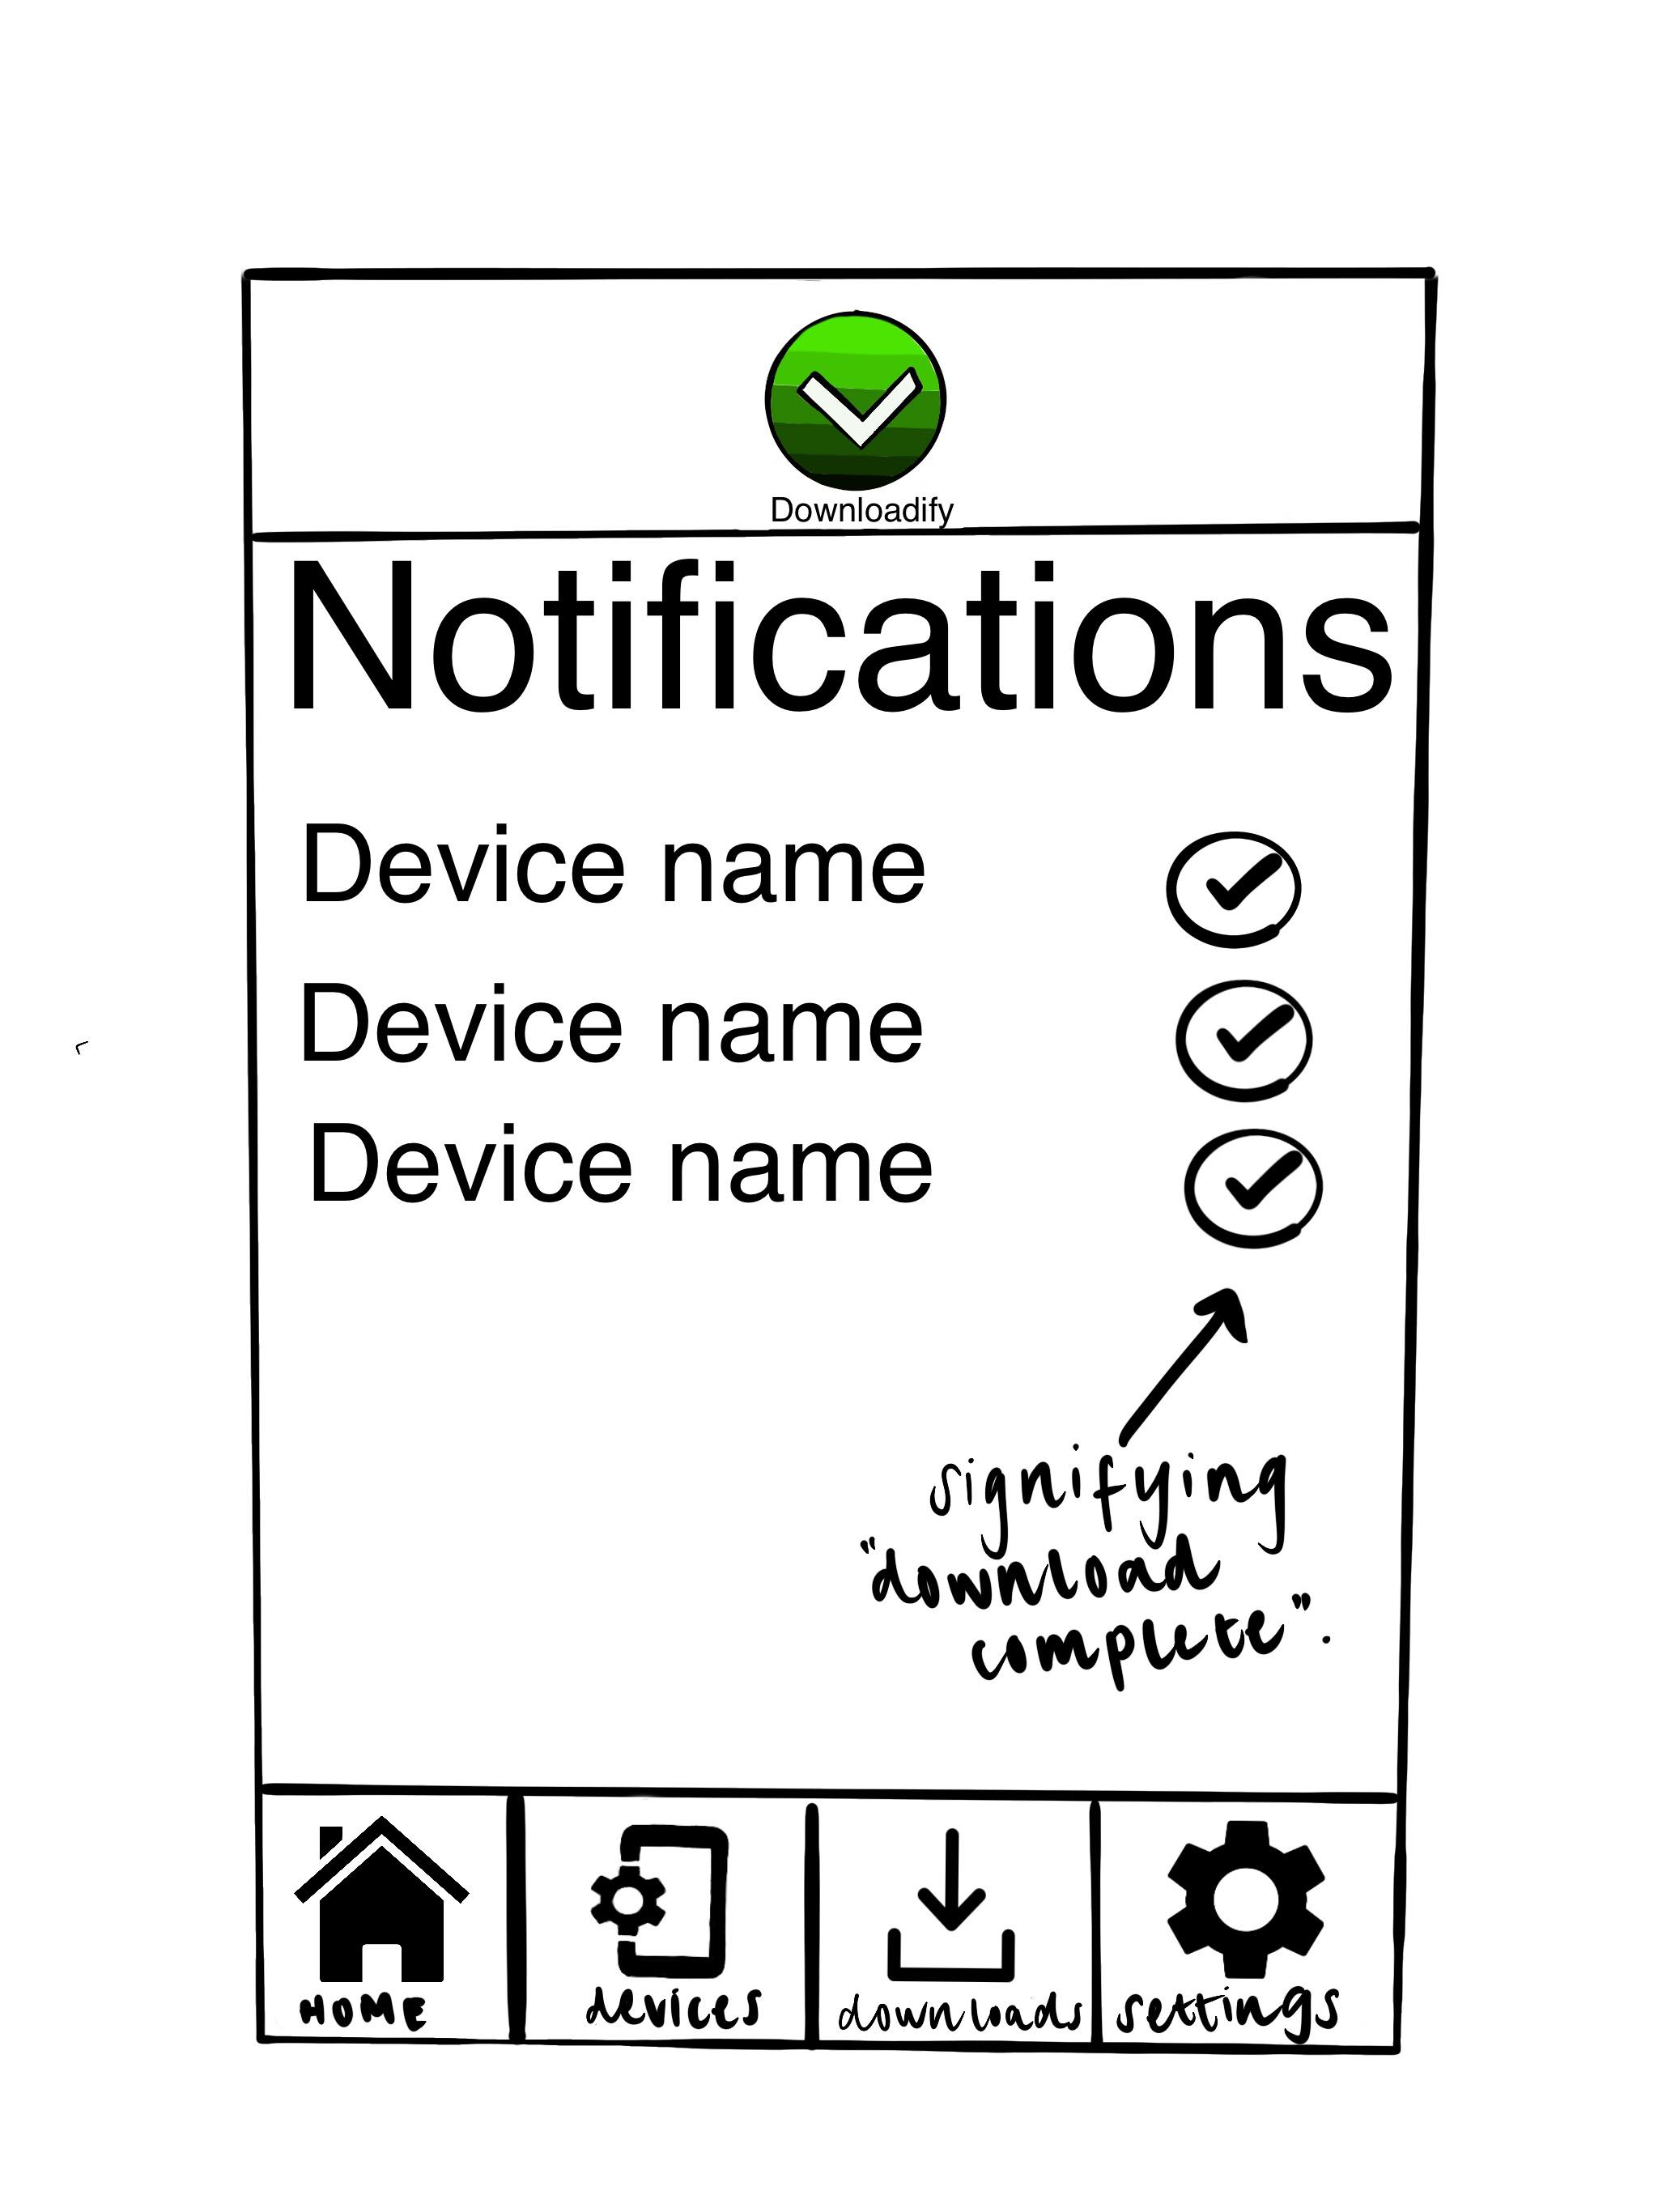 Downloadify
Notifications
Device name
Device name
Device name
signifying
"download
complete".
HOME
devices
downloads
settings